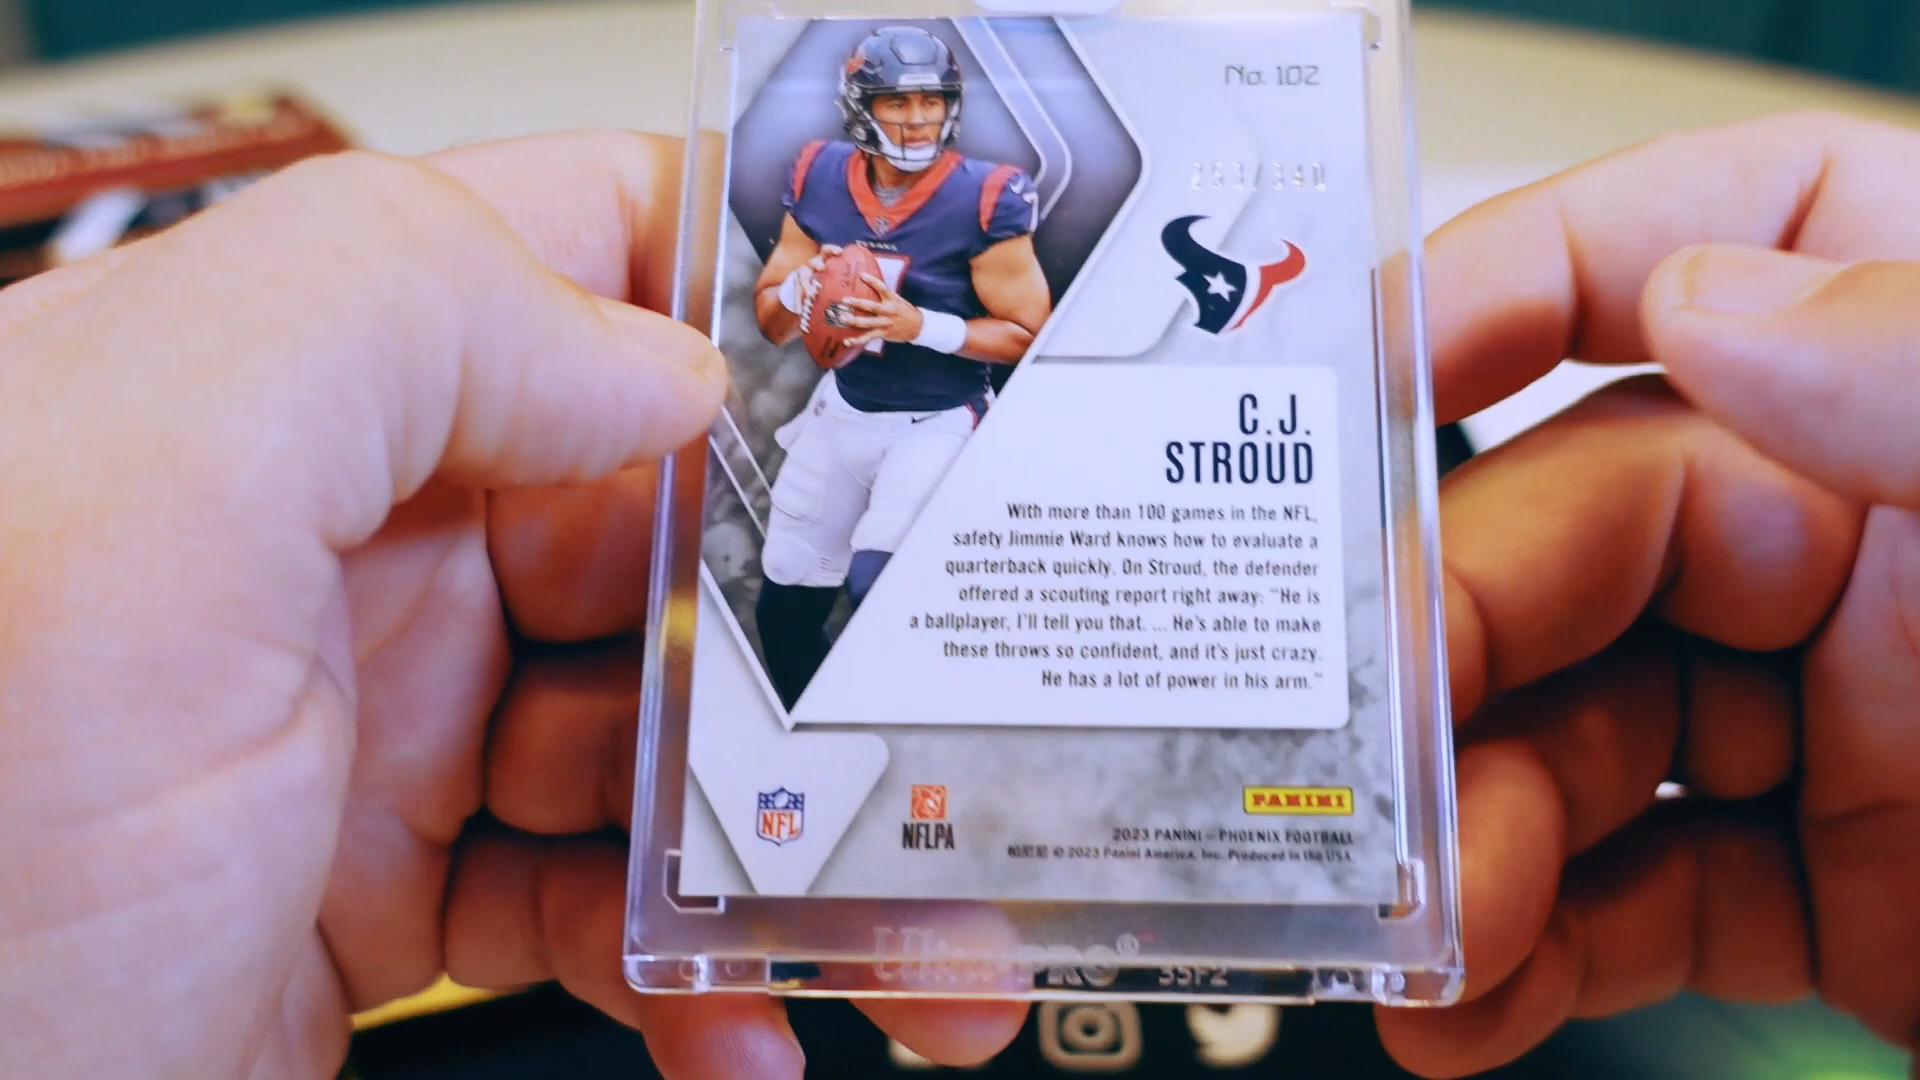 No. 102
253/340
C.J.
STROUD
With more than 100 games in the NFL,
safety Jimmie Ward knows how to evaluate a
quarterback quickly. On Stroud, the defender
offered a scouting report right away: "He is
a ballplayer, I'll tell you that. ... He's able to make
these throws so confident, and it's just crazy.
He has a lot of power in his arm."
NFL
NFLPA
PANINI
2023 PANINI – PHOENIX FOOTBALL
© 2023 Panini America, Inc. Produced in the USA.
35F2